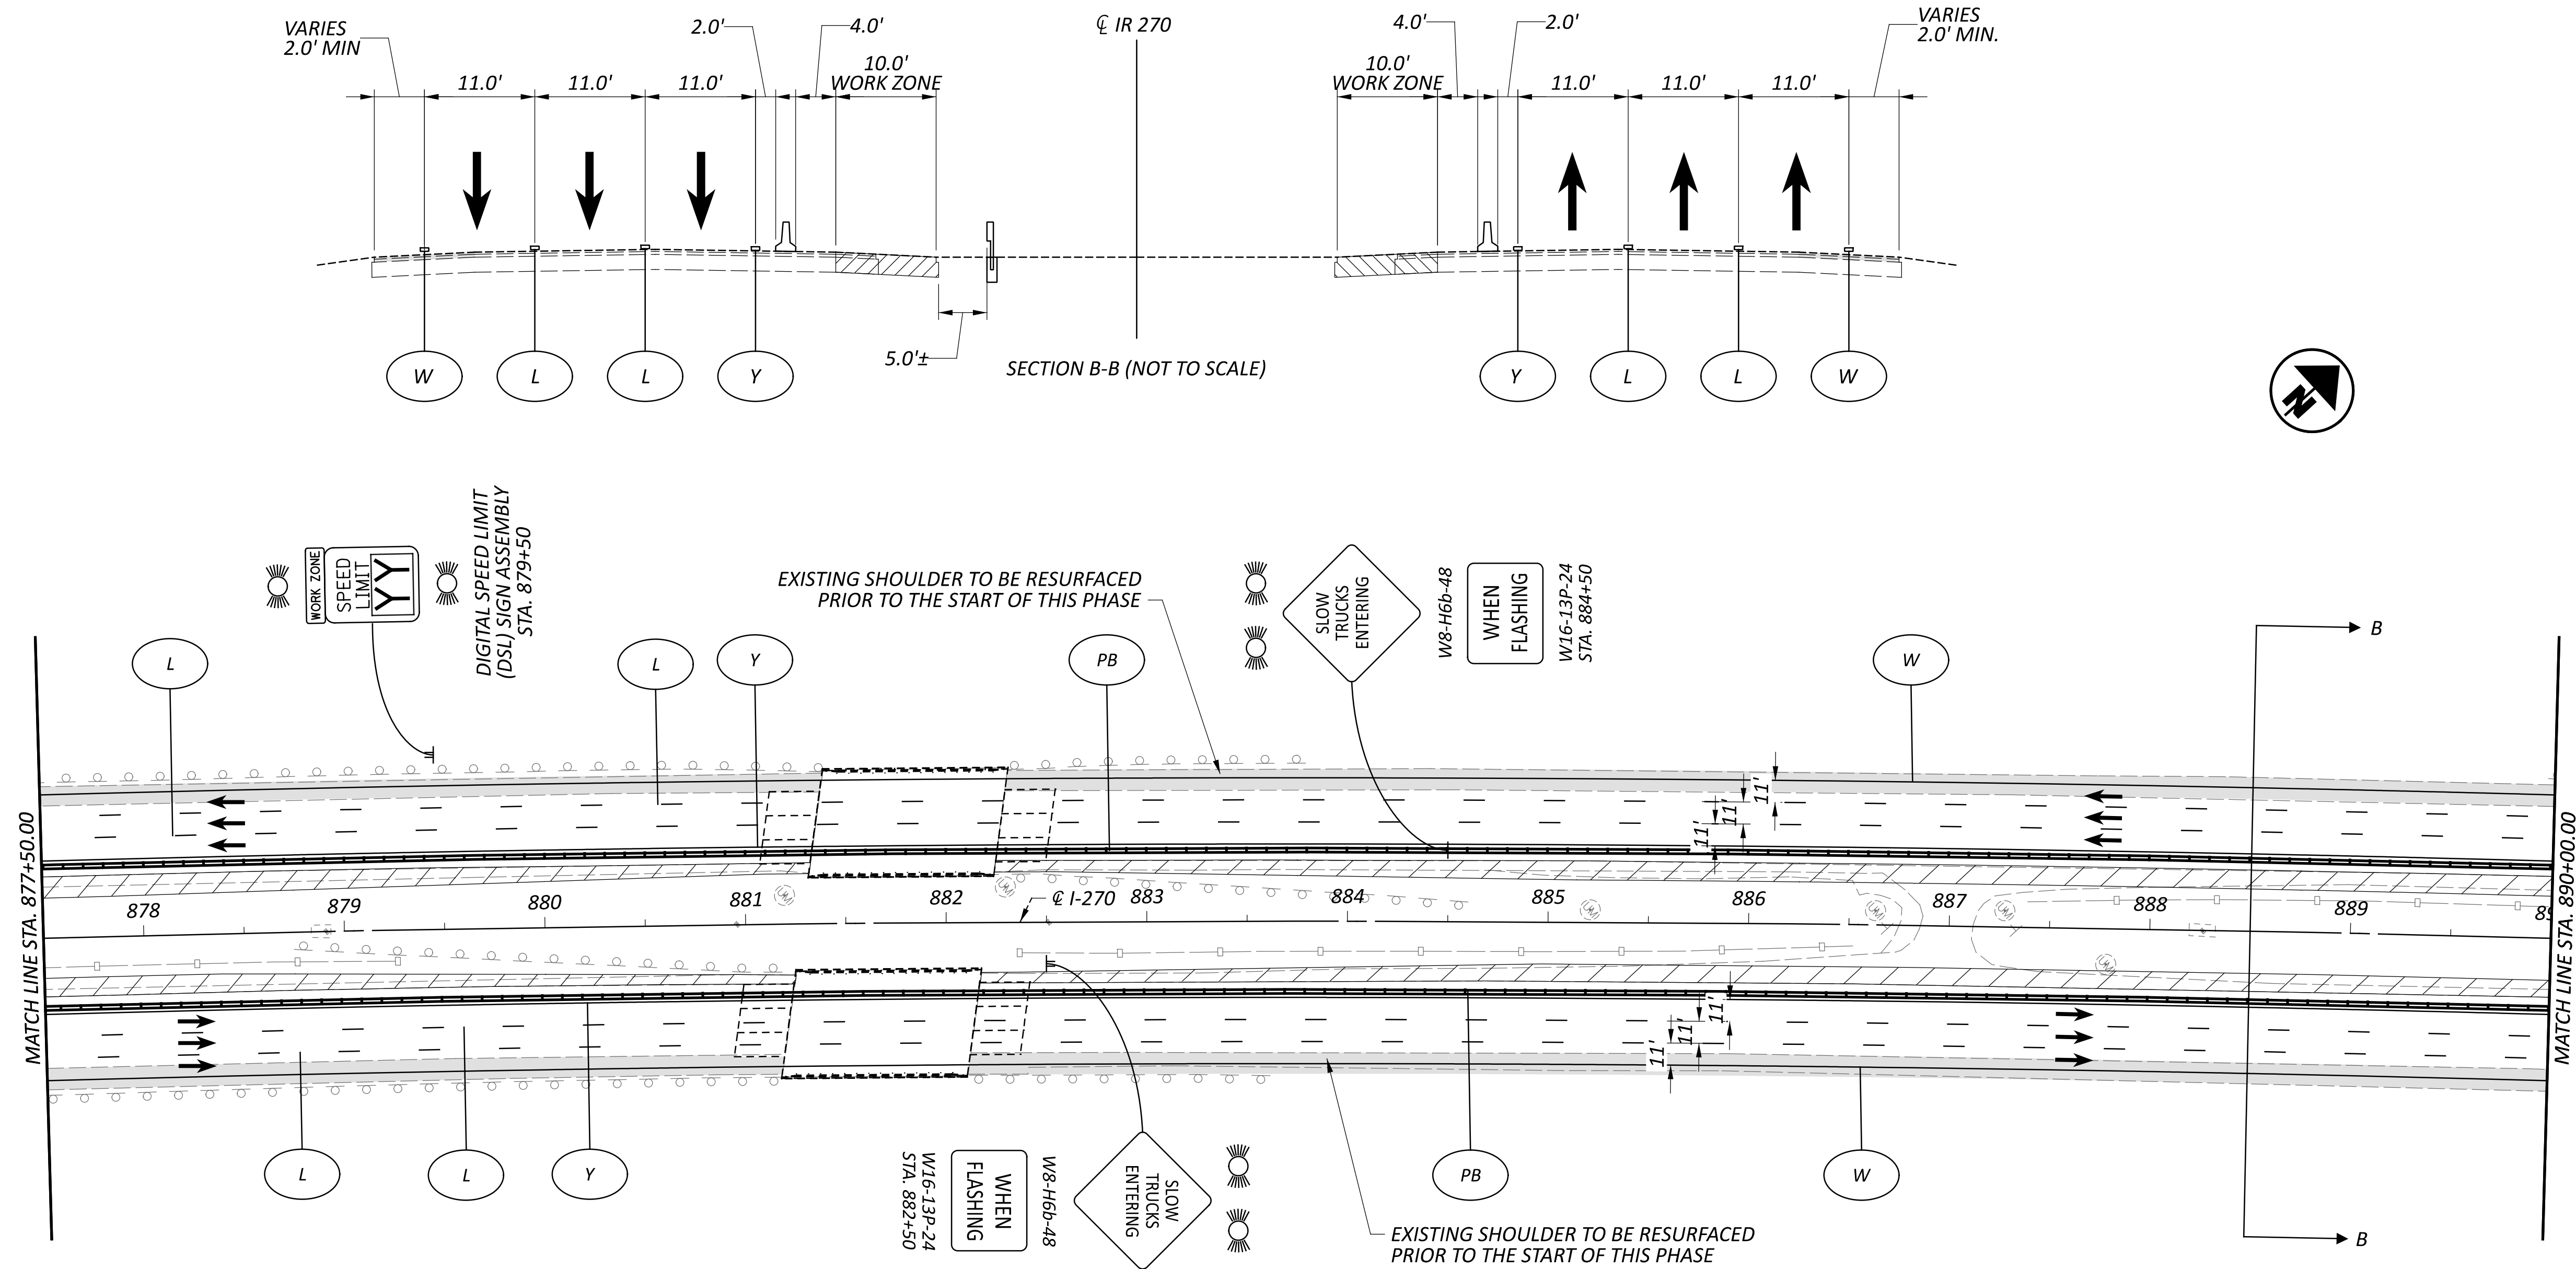 VARIES
2.0' MIN
2.0'
4.0'
℄ IR 270
4.0'
2.0'
VARIES
2.0' MIN.
11.0'
11.0'
11.0'
10.0'
WORK ZONE
10.0'
WORK ZONE
11.0'
11.0'
11.0'
5.0'±
W
L
L
Y
SECTION B-B (NOT TO SCALE)
Y
L
L
W
N
WORK ZONE
SPEED
LIMIT
YY
DIGITAL SPEED LIMIT
(DSL) SIGN ASSEMBLY
STA. 879+50
EXISTING SHOULDER TO BE RESURFACED
PRIOR TO THE START OF THIS PHASE
SLOW
TRUCKS
ENTERING
W8-H6b-48
WHEN
FLASHING
W16-13P-24
STA. 884+50
L
L
Y
PB
W
B
11'
11'
11'
MATCH LINE STA. 877+50.00
878
879
880
881
882
℄ I-270
883
884
885
886
887
888
889
MATCH LINE STA. 890+00.00
11'
11'
11'
L
L
Y
PB
W
W16-13P-24
STA. 882+50
WHEN
FLASHING
W8-H6b-48
SLOW
TRUCKS
ENTERING
EXISTING SHOULDER TO BE RESURFACED
PRIOR TO THE START OF THIS PHASE
B